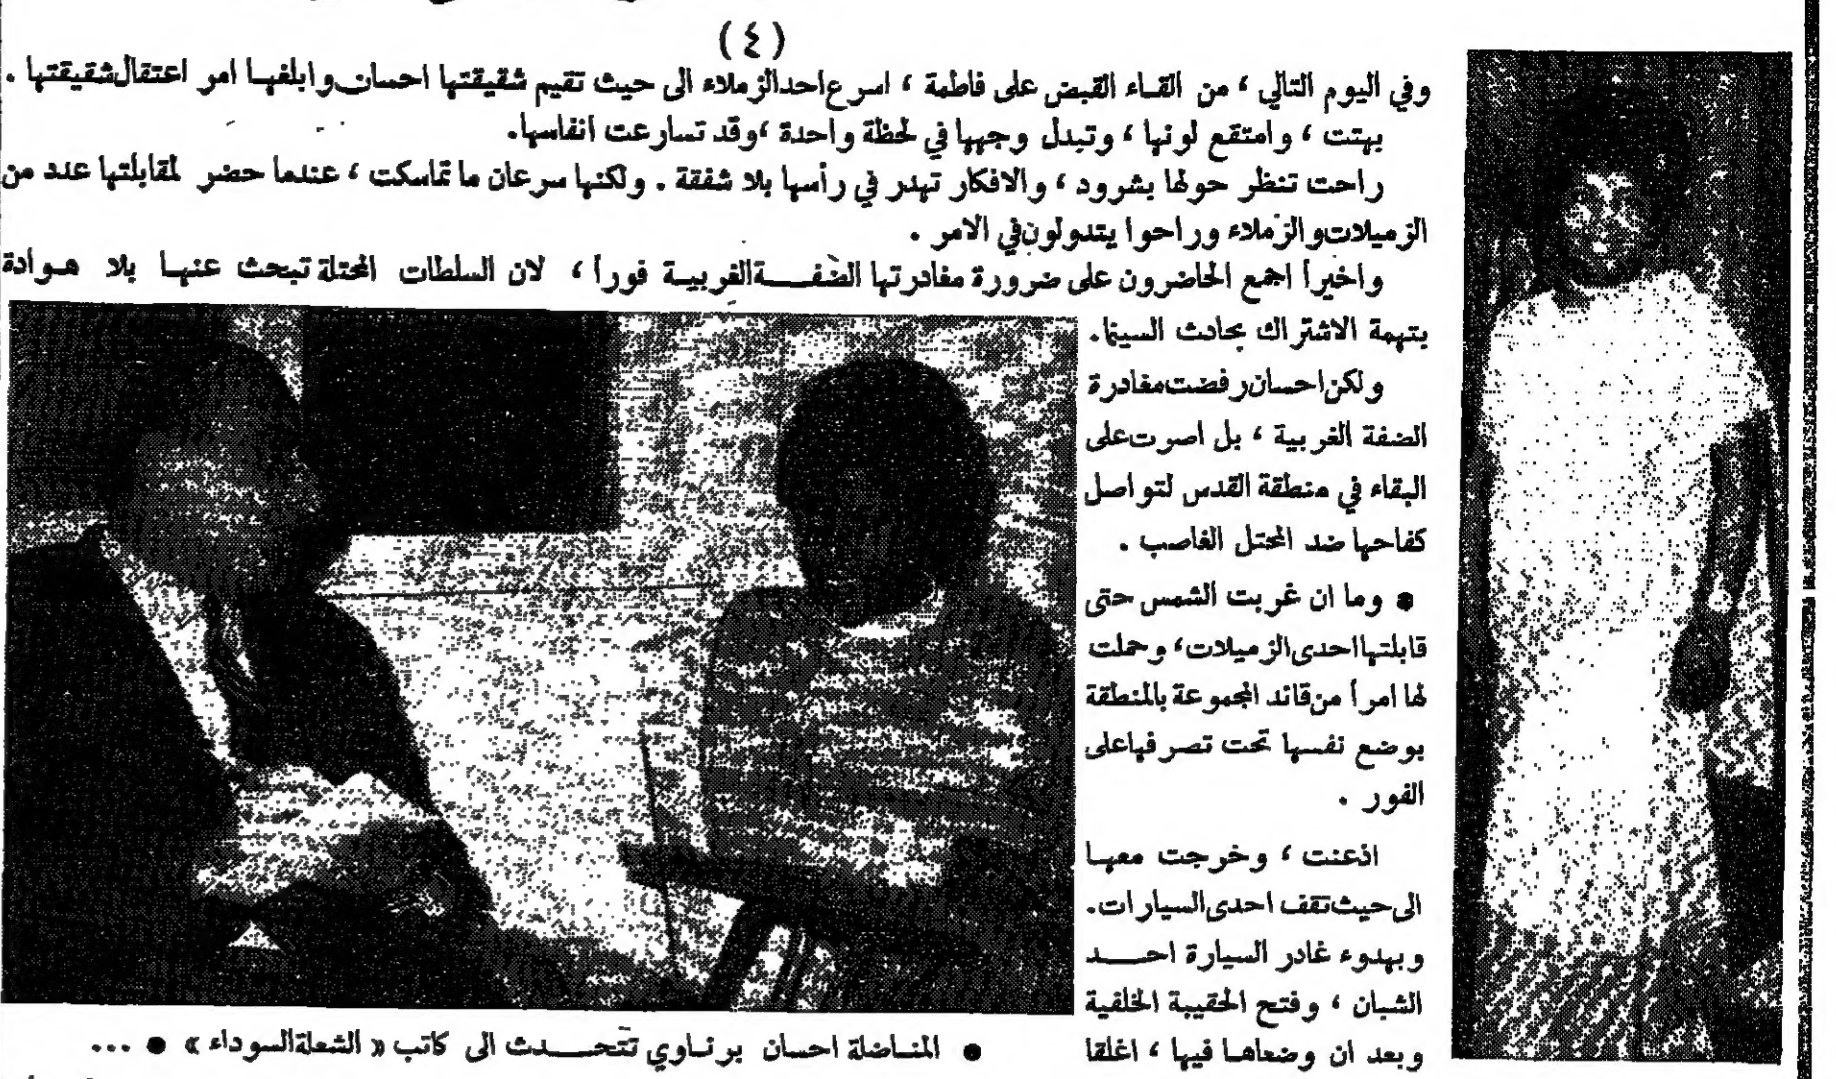 (٤)
وفي اليوم التالي ، من القاء القبض على فاطمة ، اسرع احد الزملاء الى حيث تقيم شقيقتها احسان وابلغها امر اعتقال شقيقتها .
بهتت ، وامتقع لونها ، وتبدل وجهها في لحظة واحدة ، وقد تسارعت انفاسها.
راحت تنظر حولها بشرود ، والافكار تهدر في رأسها بلا شفقة . ولكنها سرعان ما تماسكت ، عندما حضر لمقابلتها عدد من
الزميلات والزملاء وراحوا يتدولون في الامر .
واخيراً اجمع الحاضرون على ضرورة مغادرتها الضفة الغربية فوراً ، لان السلطات المحتلة تبحث عنها بلا هوادة
بتهمة الاشتراك بحادث السينما.
ولكن احسان رفضت مغادرة
الضفة الغربية ، بل اصرت على
البقاء في منطقة القدس لتواصل
كفاحها ضد المحتل الغاصب .
● وما ان غربت الشمس حتى
قابلتها احدى الزميلات ، وحملت
لها امراً من قائد المجموعة بالمنطقة
بوضع نفسها تحت تصرفها على
الفور .
اذعنت ، وخرجت معها
الى حيث تقف احدى السيارات.
وبهدوء غادر السيارة احد
الشبان ، وفتح الحقيبة الخلفية
وبعد ان وضعاها فيها ، اغلقا
● المناضلة احسان برناوي تتحدث الى كاتب « الشعلة السوداء » ● ...